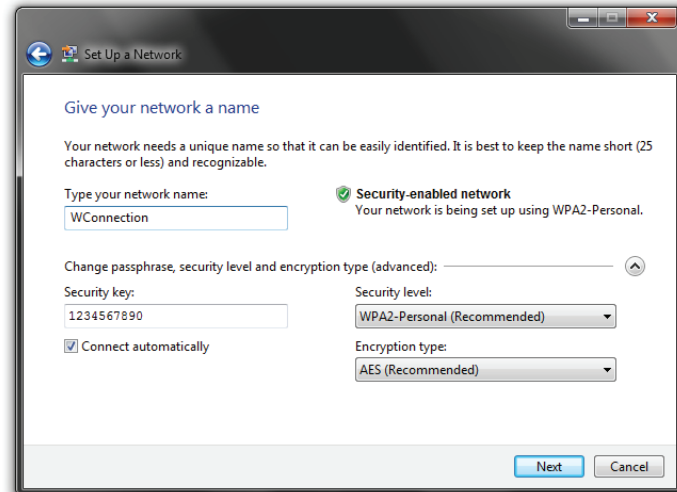 Set Up a Network
Give your network a name
Your network needs a unique name so that it can be easily identified. It is best to keep the name short (25
characters or less) and recognizable.
Type your network name:
WConnection
Security-enabled network
Your network is being set up using WPA2-Personal.
Change passphrase, security level and encryption type (advanced):
Security key:
1234567890
Connect automatically
Security level:
WPA2-Personal (Recommended)
Encryption type:
AES (Recommended)
Next
Cancel